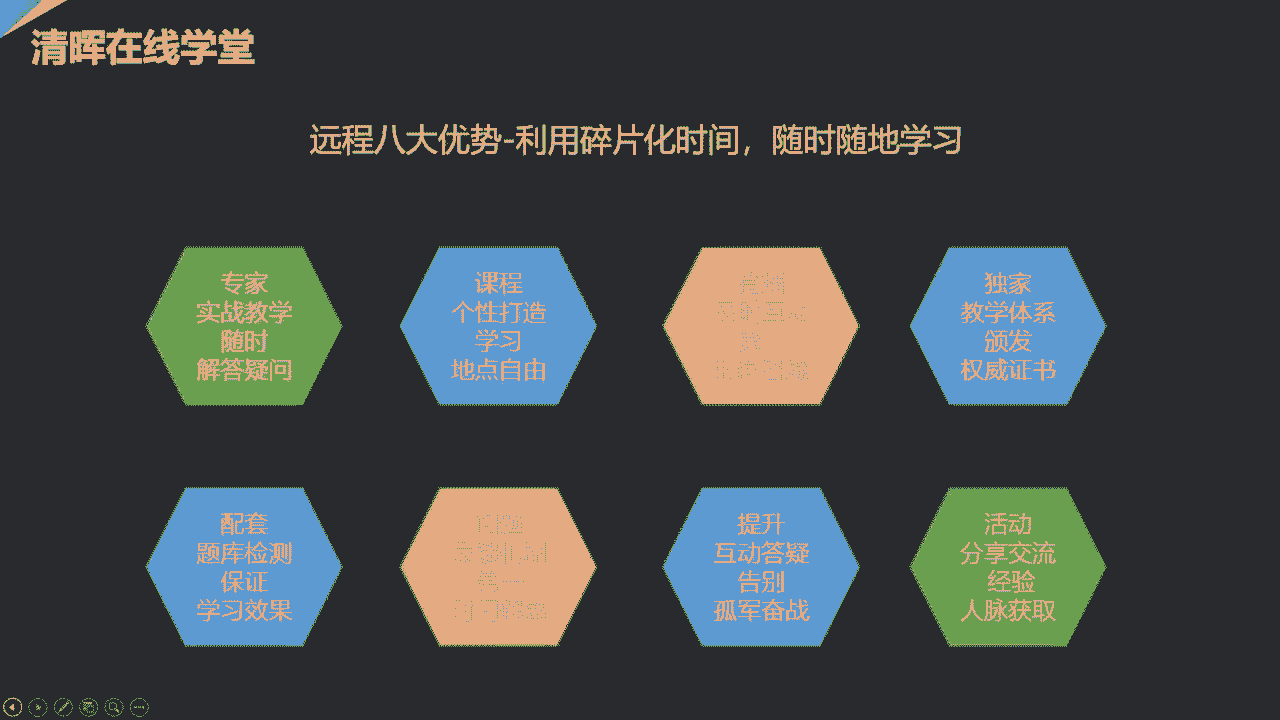 清晖在线学堂
远程八大优势-利用碎片化时间，随时随地学习
专家
实战教学
随时
解答疑问
课程
个性打造
学习
地点自由
独家
教学体系
颁发
权威证书
配套
题库检测
保证
学习效果
提升
互动答疑
告别
孤军奋战
活动
分享交流
经验
人脉获取